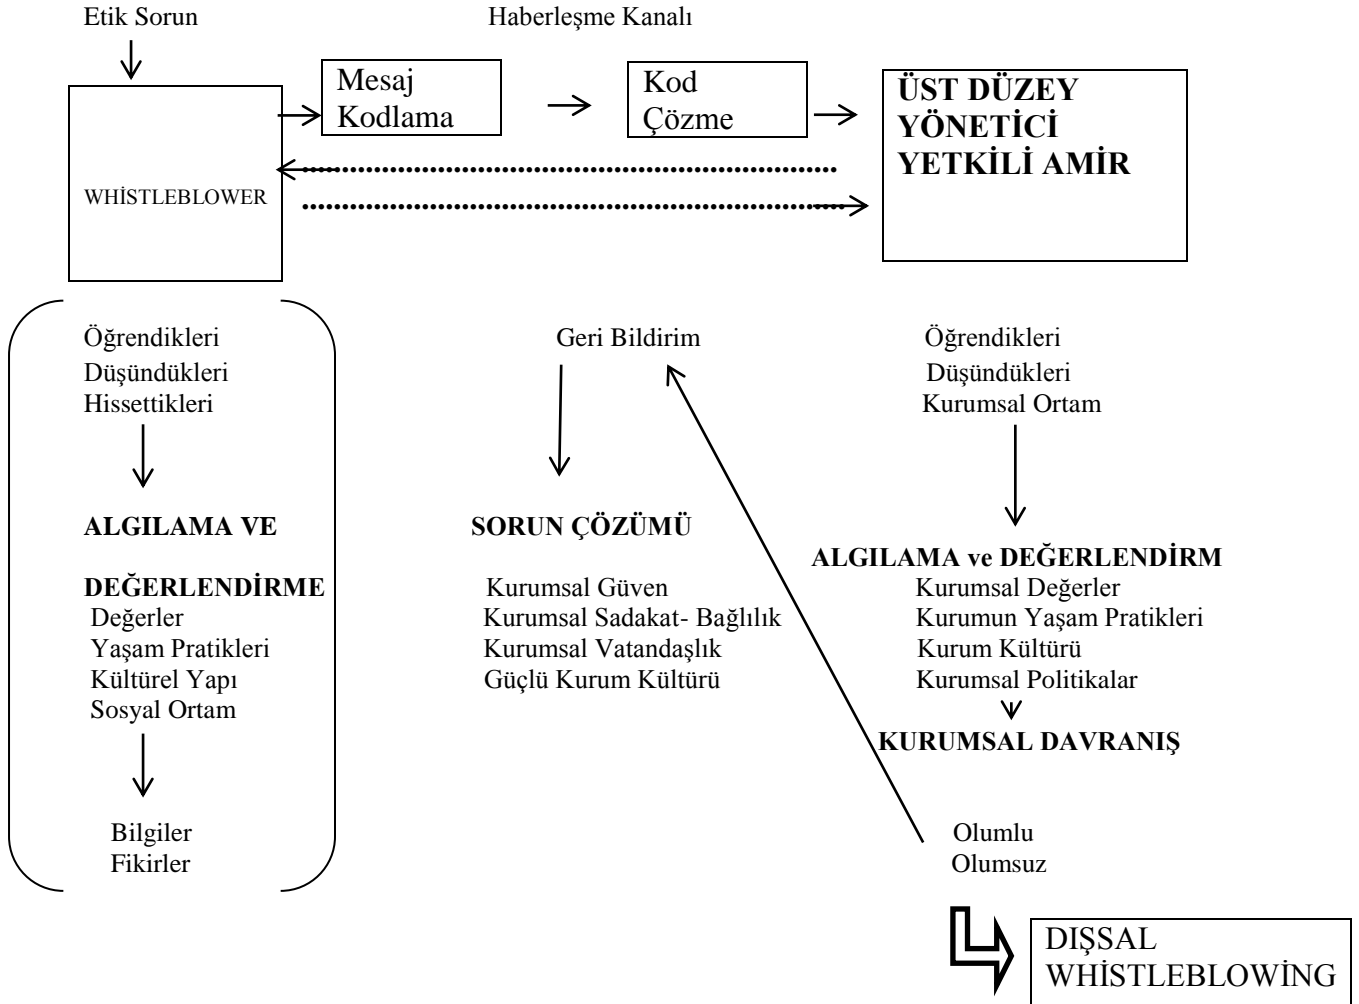 Etik Sorun
Haberleşme Kanalı
Mesaj
Kodlama
Kod
Çözme
ÜST DÜZEY
YÖNETİCİ
YETKİLİ AMİR
WHİSTLEBLOWER
Öğrendikleri
Düşündükleri
Hissettikleri
ALGILAMA VE
DEĞERLENDİRME
Değerler
Yaşam Pratikleri
Kültürel Yapı
Sosyal Ortam
Bilgiler
Fikirler
Geri Bildirim
SORUN ÇÖZÜMÜ
Kurumsal Güven
Kurumsal Sadakat- Bağlılık
Kurumsal Vatandaşlık
Güçlü Kurum Kültürü
Öğrendikleri
Düşündükleri
Kurumsal Ortam
ALGILAMA ve DEĞERLENDİRM
Kurumsal Değerler
Kurumun Yaşam Pratikleri
Kurum Kültürü
Kurumsal Politikalar
KURUMSAL DAVRANIŞ
Olumlu
Olumsuz
DIŞSAL
WHİSTLEBLOWİNG